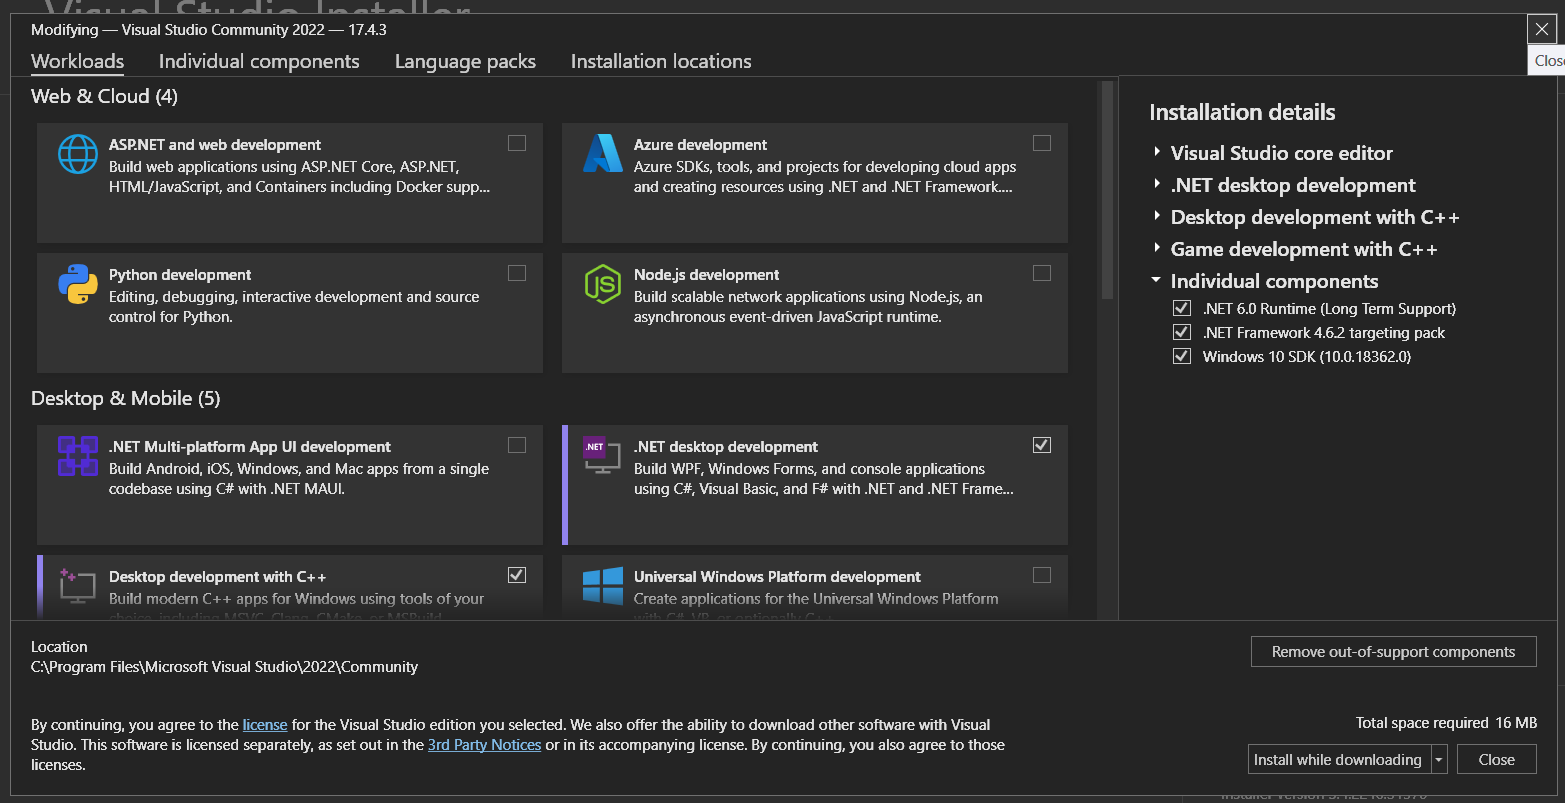 Visual Studio Installer
Modifying — Visual Studio Community 2022 — 17.4.3
Close
Workloads
Individual components
Language packs
Installation locations
Web & Cloud (4)
ASP.NET and web development
Build web applications using ASP.NET Core, ASP.NET,
HTML/JavaScript, and Containers including Docker supp...
Azure development
Azure SDKs, tools, and projects for developing cloud apps
and creating resources using .NET and .NET Framework....
Python development
Editing, debugging, interactive development and source
control for Python.
JS
Node.js development
Build scalable network applications using Node.js, an
asynchronous event-driven JavaScript runtime.
Desktop & Mobile (5)
.NET Multi-platform App UI development
Build Android, iOS, Windows, and Mac apps from a single
codebase using C# with .NET MAUI.
.NET
.NET desktop development
Build WPF, Windows Forms, and console applications
using C#, Visual Basic, and F# with .NET and .NET Frame...
Desktop development with C++
Build modern C++ apps for Windows using tools of your
choice, including MSVC, Clang, CMake, or MSBuild.
Universal Windows Platform development
Create applications for the Universal Windows Platform
with C#, VB, or optionally C++.
Installation details
Visual Studio core editor
.NET desktop development
Desktop development with C++
Game development with C++
Individual components
.NET 6.0 Runtime (Long Term Support)
.NET Framework 4.6.2 targeting pack
Windows 10 SDK (10.0.18362.0)
Location
C:\Program Files\Microsoft Visual Studio\2022\Community
Remove out-of-support components
By continuing, you agree to the license for the Visual Studio edition you selected. We also offer the ability to download other software with Visual
Studio. This software is licensed separately, as set out in the 3rd Party Notices or in its accompanying license. By continuing, you also agree to those
licenses.
Total space required 16 MB
Install while downloading
Close
Installer Version